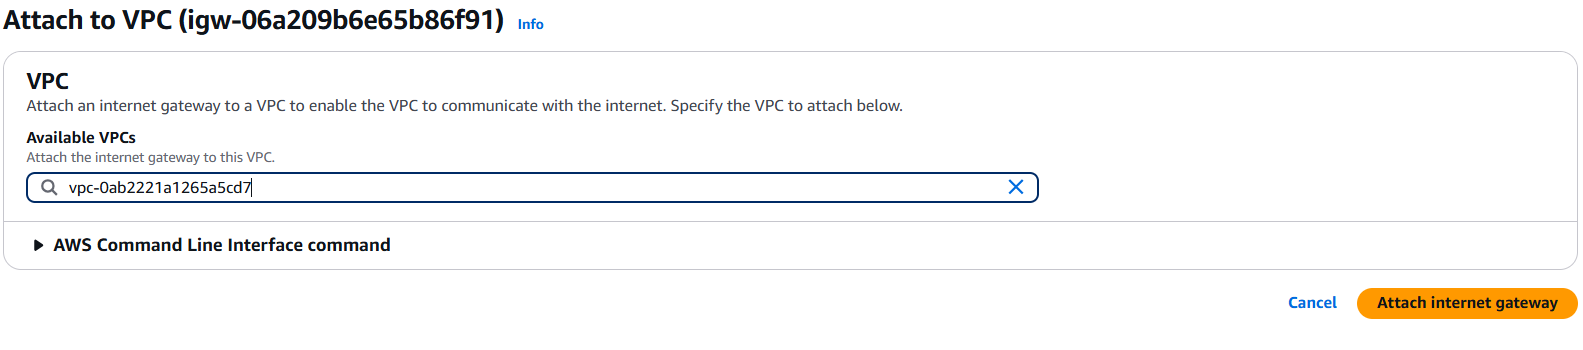 Attach to VPC (igw-06a209b6e65b86f91) Info
VPC
Attach an internet gateway to a VPC to enable the VPC to communicate with the internet. Specify the VPC to attach below.
Available VPCs
Attach the internet gateway to this VPC.
vpc-0ab2221a1265a5cd7
AWS Command Line Interface command
Cancel Attach internet gateway